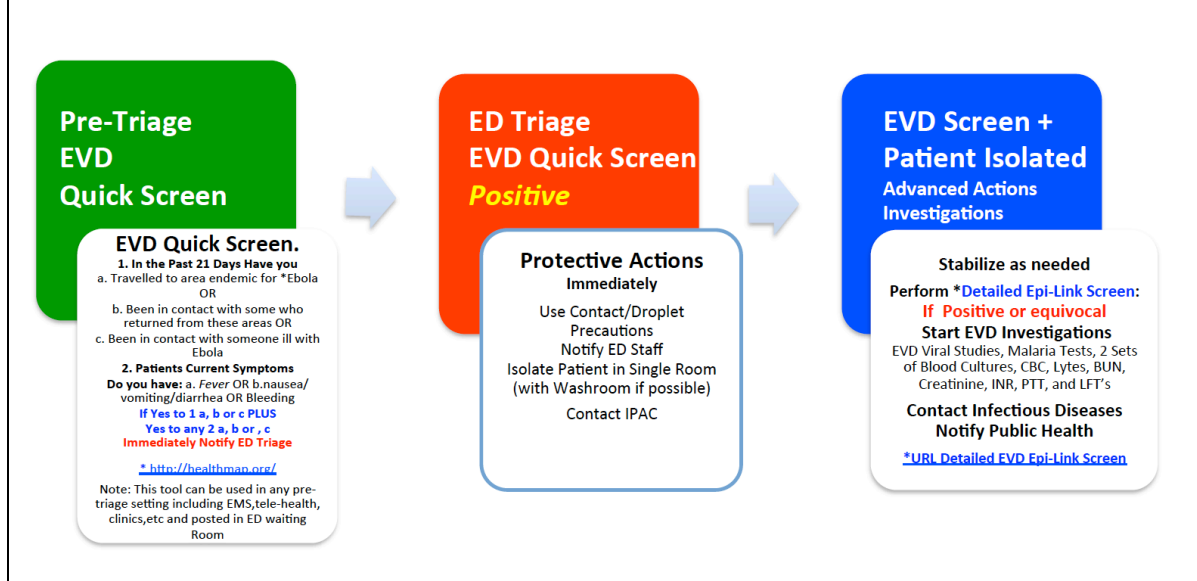 Pre-Triage
EVD
Quick Screen
EVD Quick Screen.
1. In the Past 21 Days Have you
a. Travelled to area endemic for *Ebola
OR
b. Been in contact with some who
returned from these areas OR
c. Been in contact with someone ill with
Ebola
2. Patients Current Symptoms
Do you have: a. Fever OR b.nausea/
vomiting/diarrhea OR Bleeding
If Yes to 1 a, b or c PLUS
Yes to any 2 a, b or , c
Immediately Notify ED Triage
* http://healthmap.org/
Note: This tool can be used in any pre-
triage setting including EMS,tele-health,
clinics,etc and posted in ED waiting
Room
ED Triage
EVD Quick Screen
Positive
Protective Actions
Immediately
Use Contact/Droplet
Precautions
Notify ED Staff
Isolate Patient in Single Room
(with Washroom if possible)
Contact IPAC
EVD Screen +
Patient Isolated
Advanced Actions
Investigations
Stabilize as needed
Perform *Detailed Epi-Link Screen:
If Positive or equivocal
Start EVD Investigations
EVD Viral Studies, Malaria Tests, 2 Sets
of Blood Cultures, CBC, Lytes, BUN,
Creatinine, INR, PTT, and LFT's
Contact Infectious Diseases
Notify Public Health
*URL Detailed EVD Epi-Link Screen